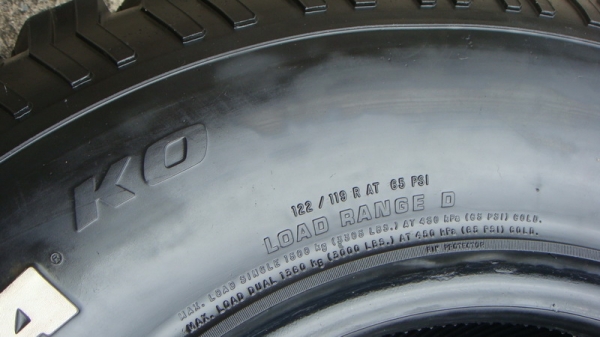 KO
®
A
122 / 119 R AT 65 PSI
LOAD RANGE D
MAX. LOAD SINGLE 1500 kg (3300 LBS.) AT 450 kPa (65 PSI) COLD.
MAX. LOAD DUAL 1360 kg (3000 LBS.) AT 450 kPa (65 PSI) COLD.
RIM PROTECTOR